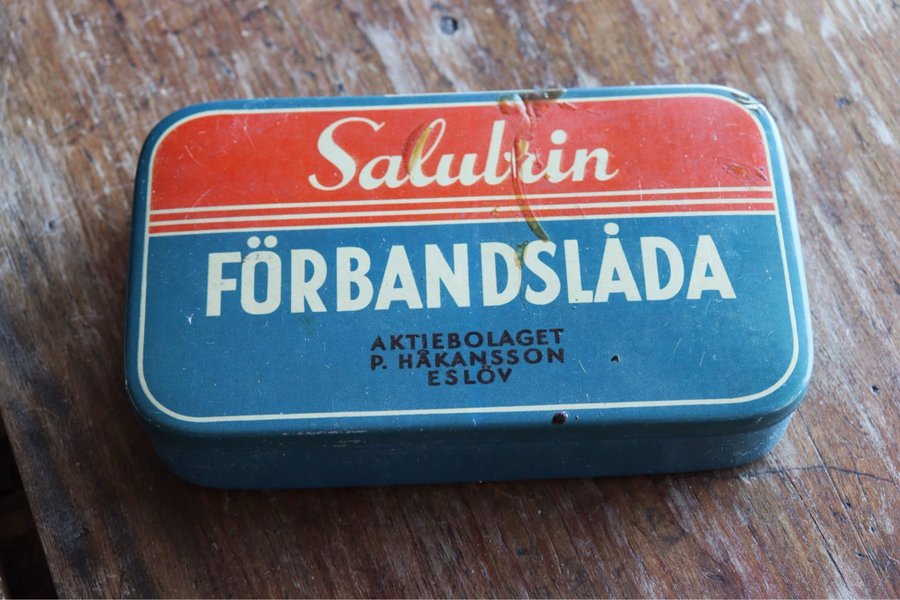 Salubrin
FÖRBANDSLÅDA
AKTIEBOLAGET
P. HÅKANSSON
ESLÖV